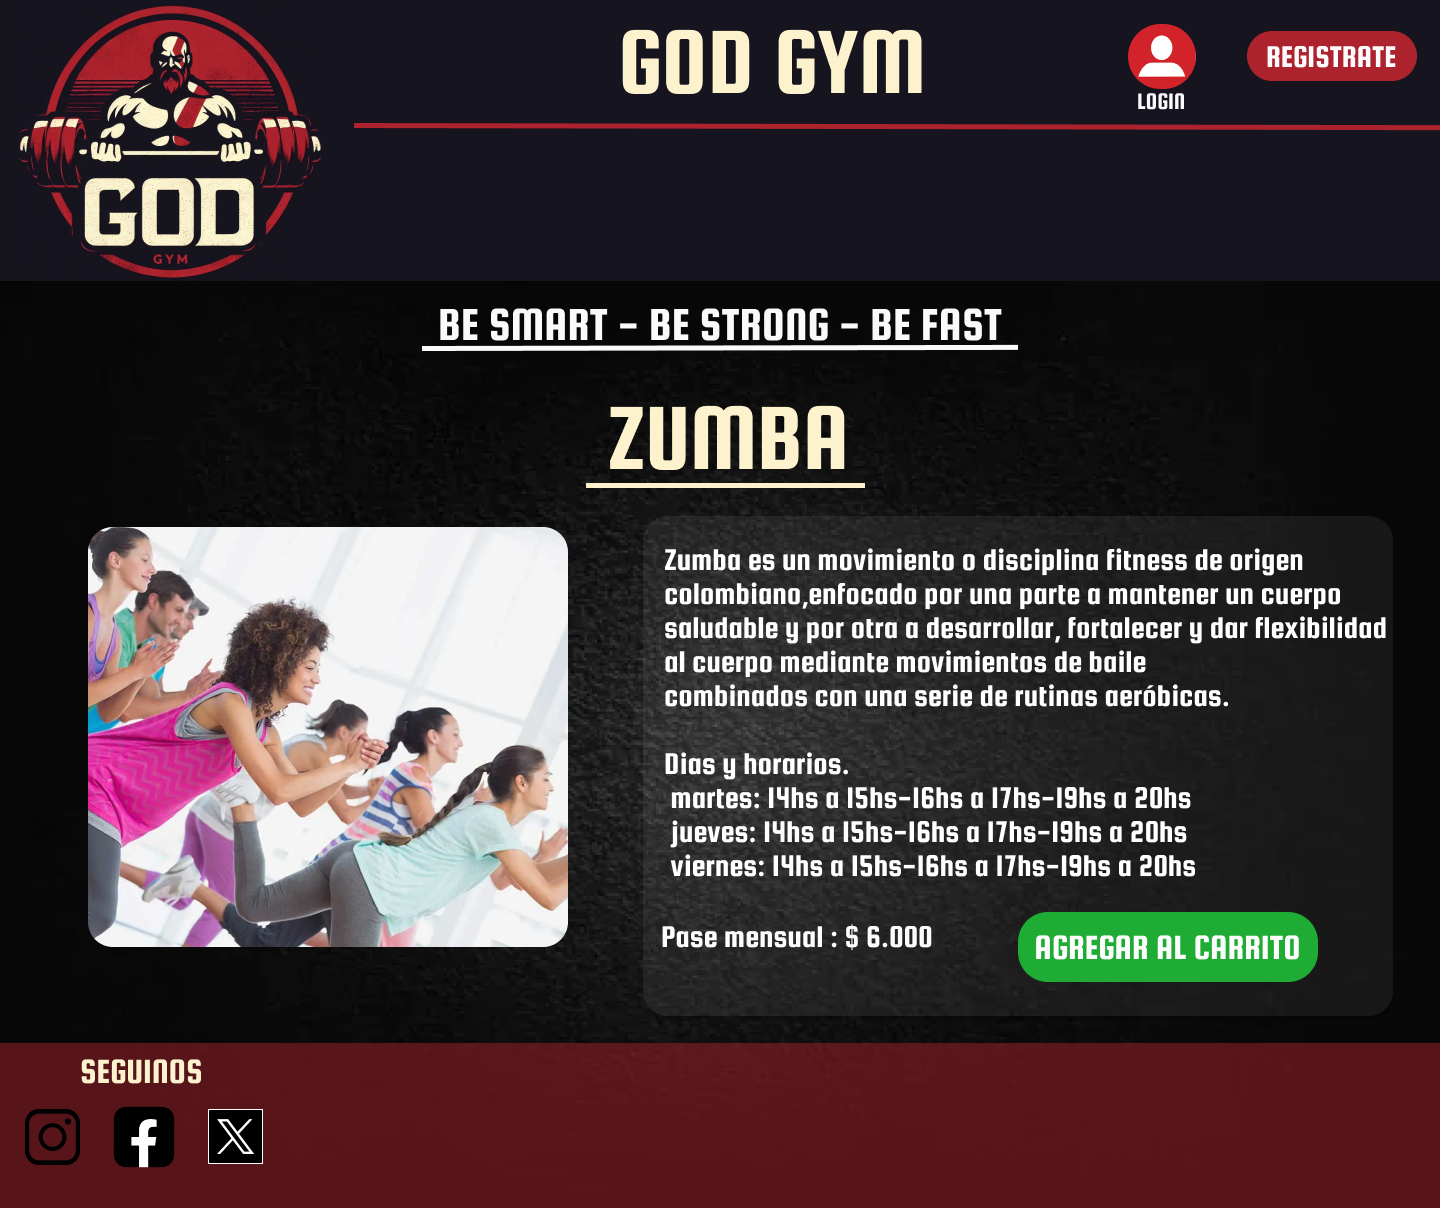 GOD
GYM
GOD GYM
LOGIN
REGISTRATE
BE SMART - BE STRONG - BE FAST
ZUMBA
Zumba es un movimiento o disciplina fitness de origen
colombiano,enfocado por una parte a mantener un cuerpo
saludable y por otra a desarrollar, fortalecer y dar flexibilidad
al cuerpo mediante movimientos de baile
combinados con una serie de rutinas aeróbicas.
Dias y horarios.
martes: 14hs a 15hs-16hs a 17hs-19hs a 20hs
jueves: 14hs a 15hs-16hs a 17hs-19hs a 20hs
viernes: 14hs a 15hs-16hs a 17hs-19hs a 20hs
Pase mensual : $ 6.000
AGREGAR AL CARRITO
SEGUINOS